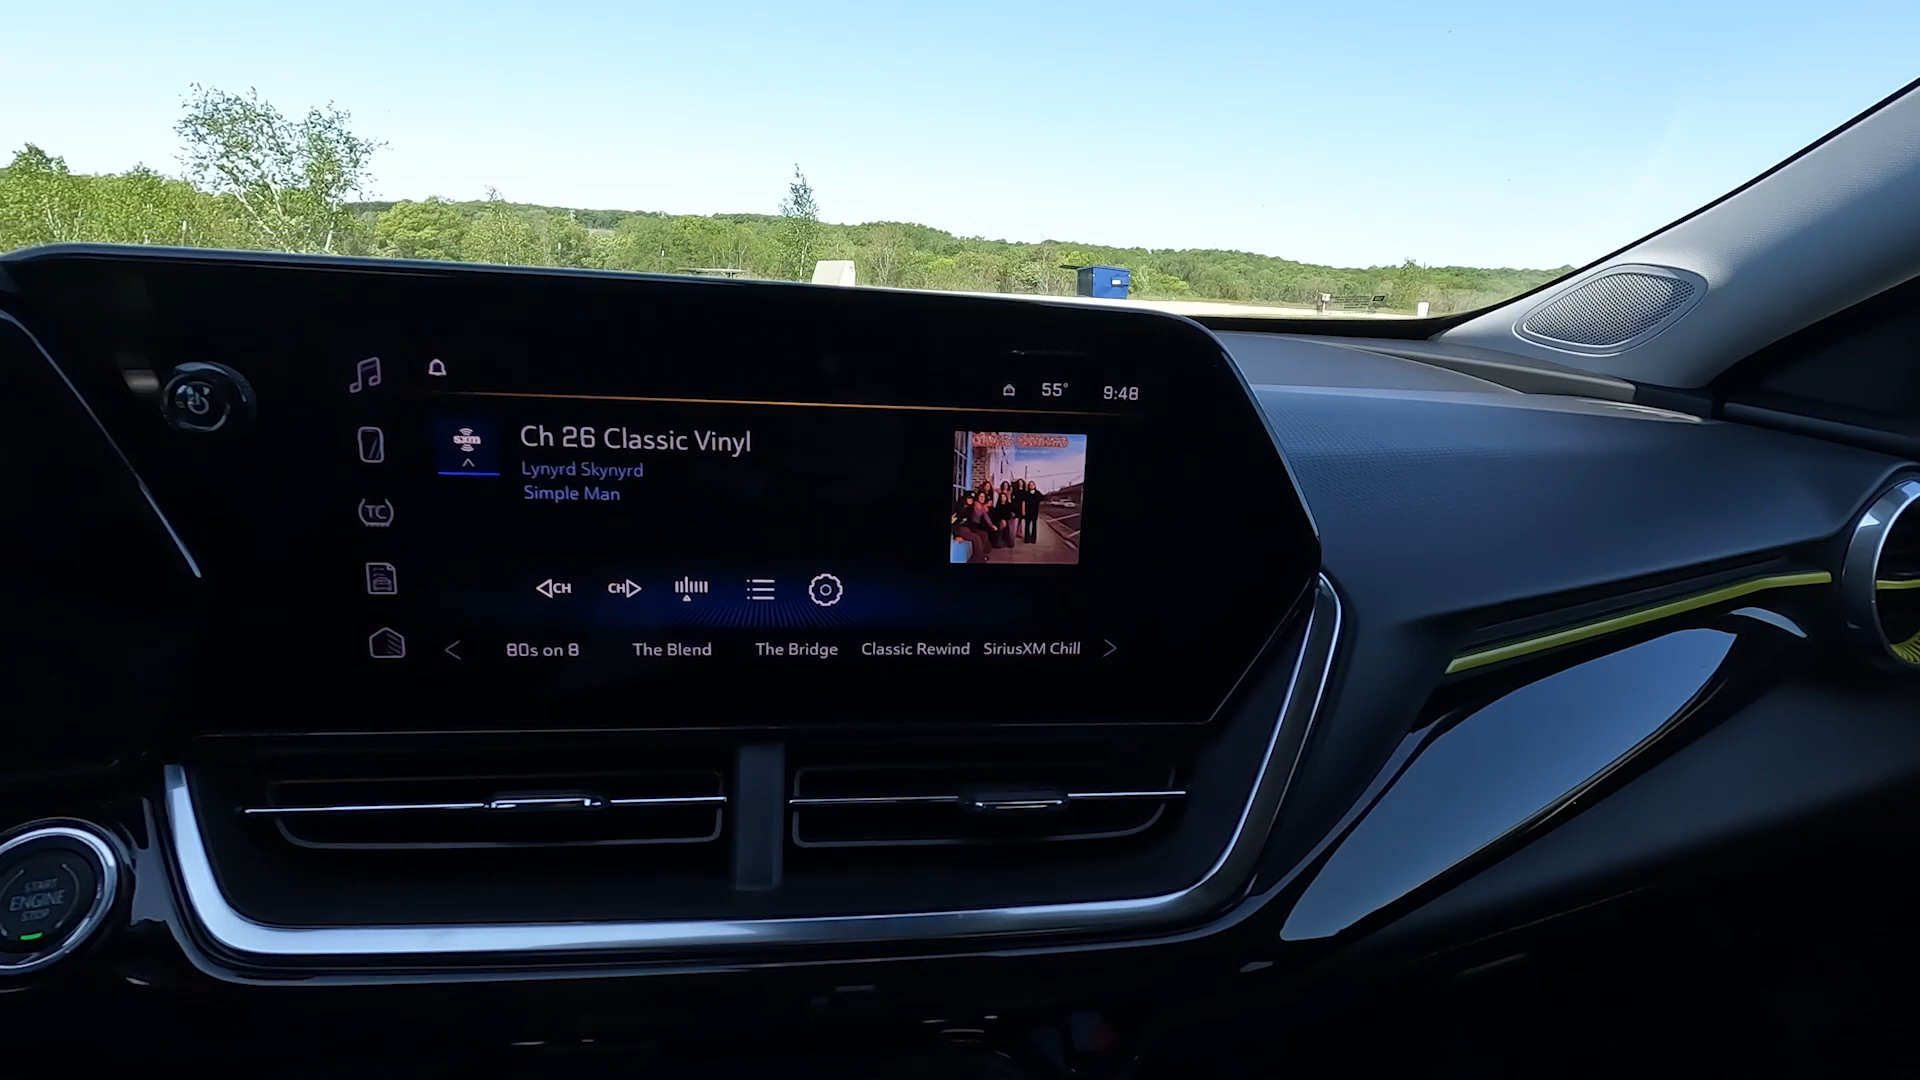 55° 9:48
sxm
Ch 26 Classic Vinyl
Lynyrd Skynyrd
Simple Man
TC
CH CH
80s on 8 The Blend The Bridge Classic Rewind SiriusXM Chill
START
ENGINE
STOP